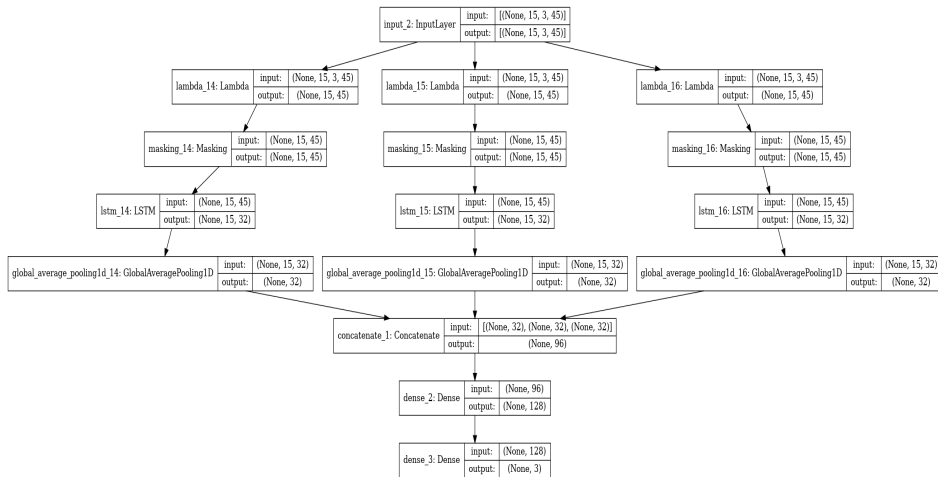 input_2: InputLayer
input: [(None, 15, 3, 45)]
output: [(None, 15, 3, 45)]
lambda_14: Lambda
input: (None, 15, 3, 45)
output: (None, 15, 45)
lambda_15: Lambda
input: (None, 15, 3, 45)
output: (None, 15, 45)
lambda_16: Lambda
input: (None, 15, 3, 45)
output: (None, 15, 45)
masking_14: Masking
input: (None, 15, 45)
output: (None, 15, 45)
masking_15: Masking
input: (None, 15, 45)
output: (None, 15, 45)
masking_16: Masking
input: (None, 15, 45)
output: (None, 15, 45)
lstm_14: LSTM
input: (None, 15, 45)
output: (None, 15, 32)
lstm_15: LSTM
input: (None, 15, 45)
output: (None, 15, 32)
lstm_16: LSTM
input: (None, 15, 45)
output: (None, 15, 32)
global_average_pooling1d_14: GlobalAveragePooling1D
input: (None, 15, 32)
output: (None, 32)
global_average_pooling1d_15: GlobalAveragePooling1D
input: (None, 15, 32)
output: (None, 32)
global_average_pooling1d_16: GlobalAveragePooling1D
input: (None, 15, 32)
output: (None, 32)
concatenate_1: Concatenate
input: [(None, 32), (None, 32), (None, 32)]
output: (None, 96)
dense_2: Dense
input: (None, 96)
output: (None, 128)
dense_3: Dense
input: (None, 128)
output: (None, 3)